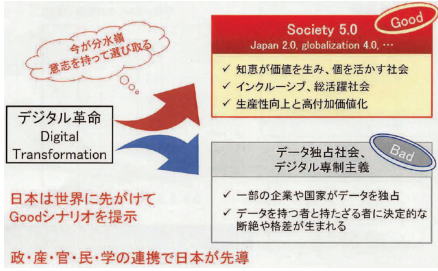 今が分水嶺
意志を持って選び取る
デジタル革命
Digital
Transformation
Good
Society 5.0
Japan 2.0, globalization 4.0, …
✓ 知恵が価値を生み、個を活かす社会
✓ インクルーシブ、総活躍社会
✓ 生産性向上と高付加価値化
Bad
データ独占社会、
デジタル専制主義
✓ 一部の企業や国家がデータを独占
✓ データを持つ者と持たざる者に決定的な
断絶や格差が生まれる
日本は世界に先がけて
Goodシナリオを提示
政・産・官・民・学の連携で日本が先導